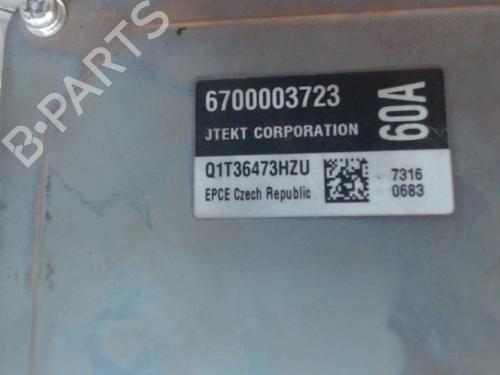 B-PARTS
6700003723
JTEKT CORPORATION
60A
Q1T36473HZU
7316
EPCE Czech Republic
0683